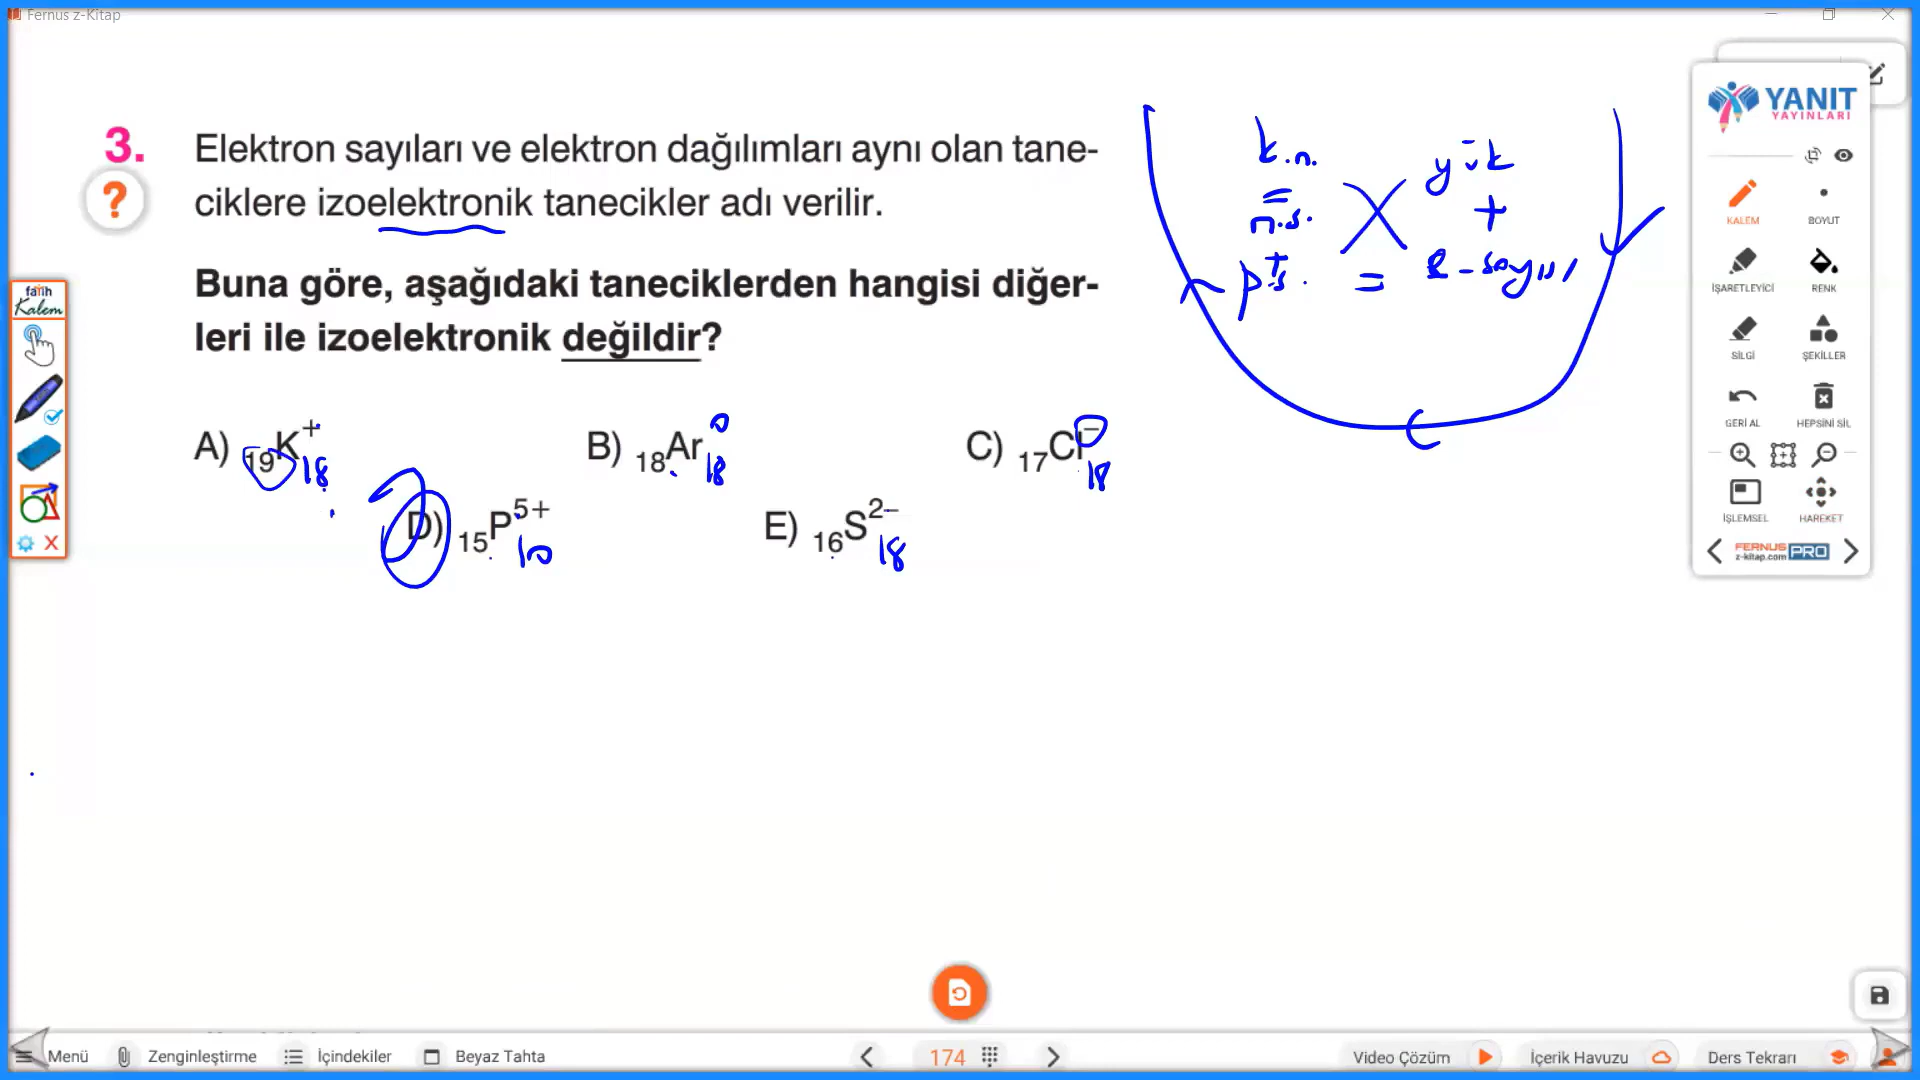 Fernus z-Kitap
3. Elektron sayıları ve elektron dağılımları aynı olan tane-
ciklere izoelektronik tanecikler adı verilir.
?
Buna göre, aşağıdaki taneciklerden hangisi diğer-
leri ile izoelektronik değildir?
A) ₁₉K⁺ 18
B) ₁₈Ar⁰ 18
C) ₁₇Cl⁻ 18
D) ₁₅P⁵⁺ 10
E) ₁₆S²⁻ 18
k.n. yük
= +
n.s.
p⁺s. = e-sayısı
fatih
Kalem
YANIT
YAYINLARI
KALEM
BOYUT
İŞARETLEYİCİ
RENK
SİLGİ
ŞEKİLLER
GERİ AL
HEPSİNİ SİL
İŞLEMSEL
HAREKET
FERNUS PRO
z-kitap.com
Menü
Zenginleştirme
İçindekiler
Beyaz Tahta
174
Video Çözüm
İçerik Havuzu
Ders Tekrarı